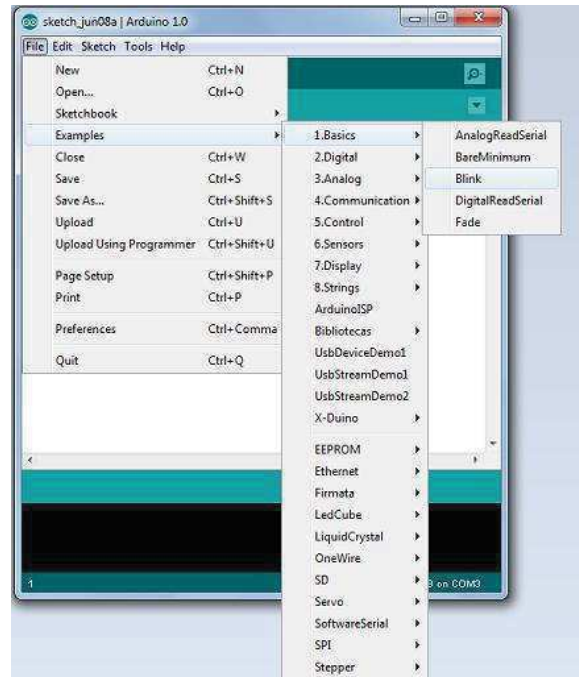 sketch_jun08a | Arduino 1.0
File Edit Sketch Tools Help
New Ctrl+N
Open... Ctrl+O
Sketchbook
Examples
Close Ctrl+W
Save Ctrl+S
Save As... Ctrl+Shift+S
Upload Ctrl+U
Upload Using Programmer Ctrl+Shift+U
Page Setup Ctrl+Shift+P
Print Ctrl+P
Preferences Ctrl+Comma
Quit Ctrl+Q
1.Basics
2.Digital
3.Analog
4.Communication
5.Control
6.Sensors
7.Display
8.Strings
ArduinoISP
Bibliotecas
UsbDeviceDemo1
UsbStreamDemo1
UsbStreamDemo2
X-Duino
EEPROM
Ethernet
Firmata
LedCube
LiquidCrystal
OneWire
SD
Servo
SoftwareSerial
SPI
Stepper
AnalogReadSerial
BareMinimum
Blink
DigitalReadSerial
Fade
1
on COM3